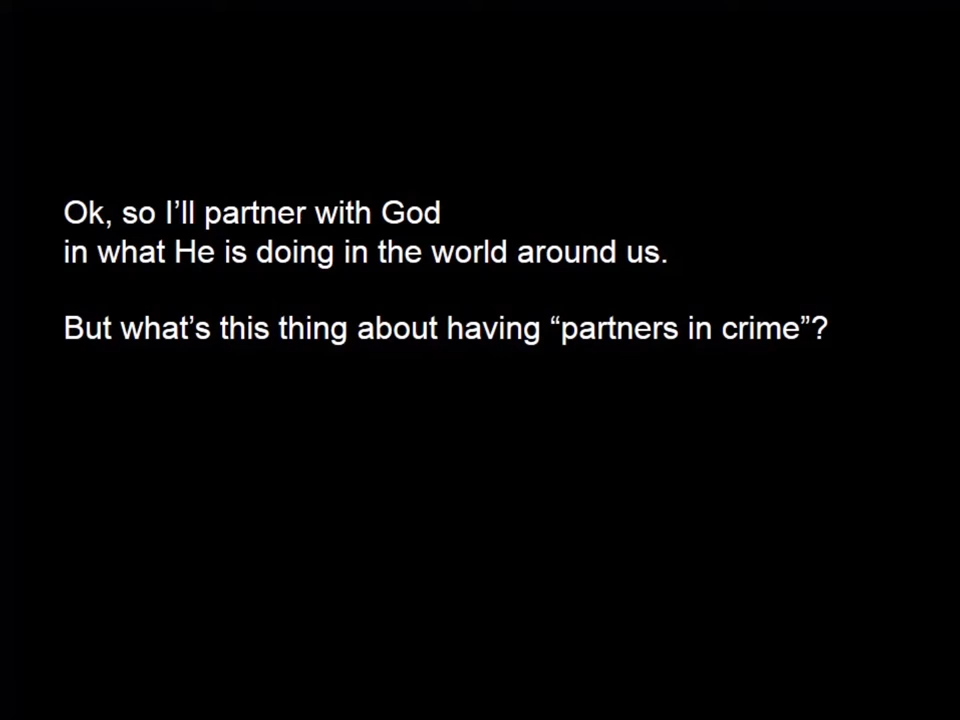 Ok, so I’ll partner with God
in what He is doing in the world around us.
But what’s this thing about having “partners in crime”?